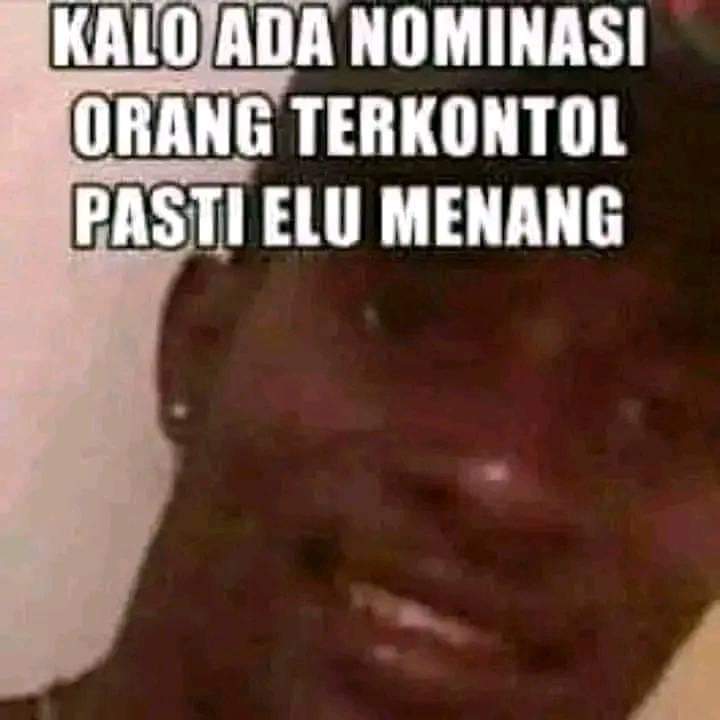 KALO ADA NOMINASI
ORANG TERKONTOL
PASTI ELU MENANG